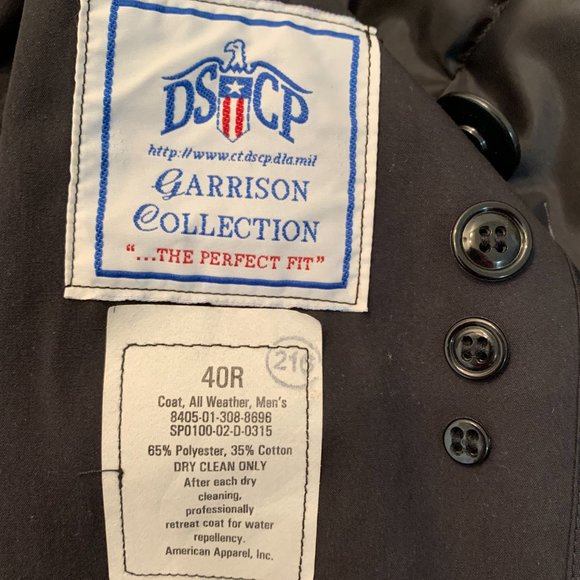 DSCP
http://www.ct.dscp.dla.mil
GARRISON
COLLECTION
"...THE PERFECT FIT"
216
40R
Coat, All Weather, Men's
8405-01-308-8696
SPO100-02-D-0315
65% Polyester, 35% Cotton
DRY CLEAN ONLY
After each dry
cleaning,
professionally
retreat coat for water
repellency.
American Apparel, Inc.